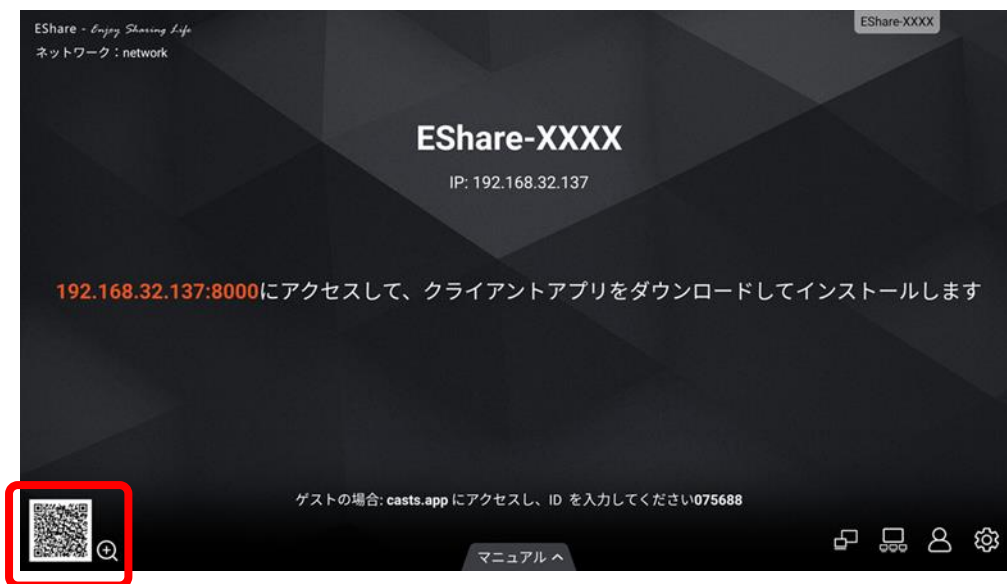 EShare - Enjoy Sharing Life
EShare-XXXX
ネットワーク：network
EShare-XXXX
IP: 192.168.32.137
192.168.32.137:8000にアクセスして、クライアントアプリをダウンロードしてインストールします
ゲストの場合: casts.app にアクセスし、ID を入力してください075688
マニュアル